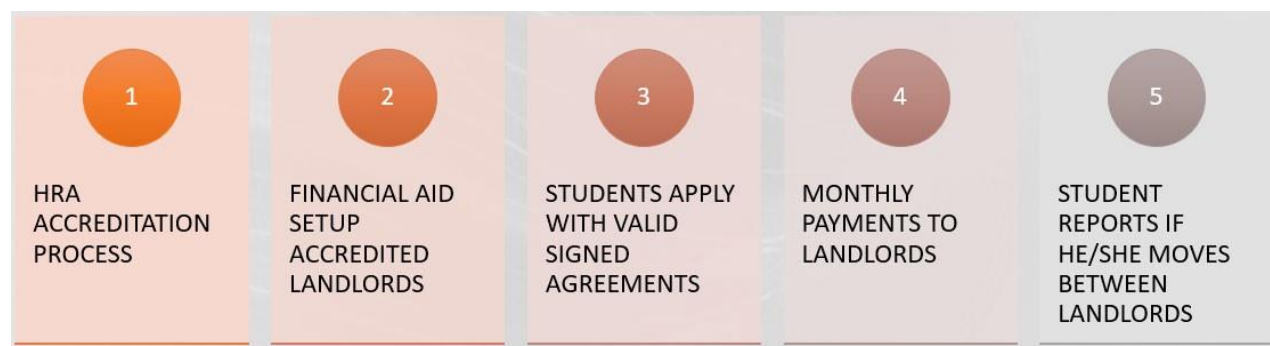 1
HRA
ACCREDITATION
PROCESS
2
FINANCIAL AID
SETUP
ACCREDITED
LANDLORDS
3
STUDENTS APPLY
WITH VALID
SIGNED
AGREEMENTS
4
MONTHLY
PAYMENTS TO
LANDLORDS
5
STUDENT
REPORTS IF
HE/SHE MOVES
BETWEEN
LANDLORDS